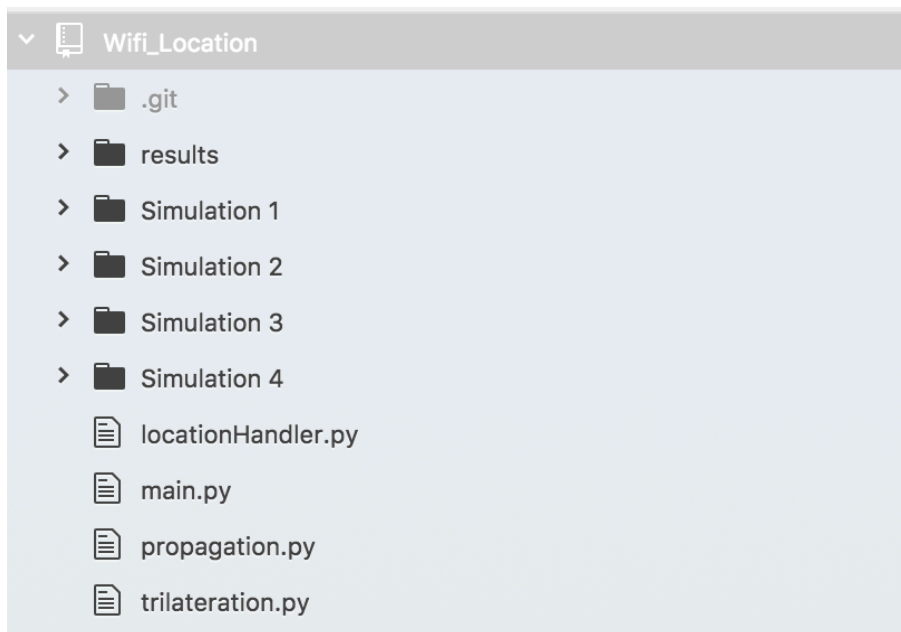 Wifi_Location
.git
results
Simulation 1
Simulation 2
Simulation 3
Simulation 4
locationHandler.py
main.py
propagation.py
trilateration.py